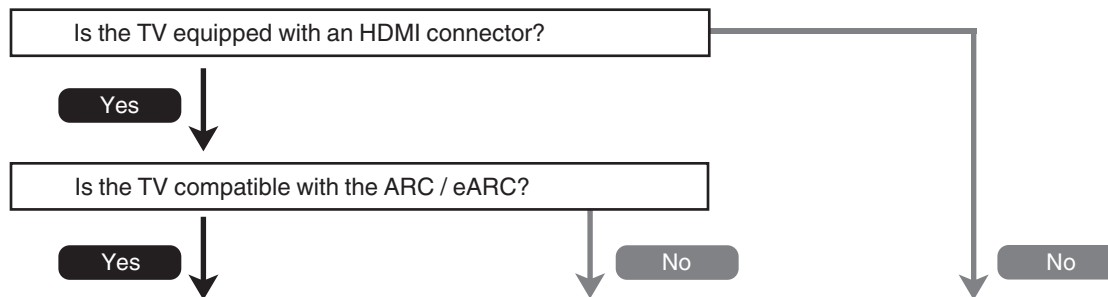 Is the TV equipped with an HDMI connector?
Yes
Is the TV compatible with the ARC / eARC?
Yes
No
No